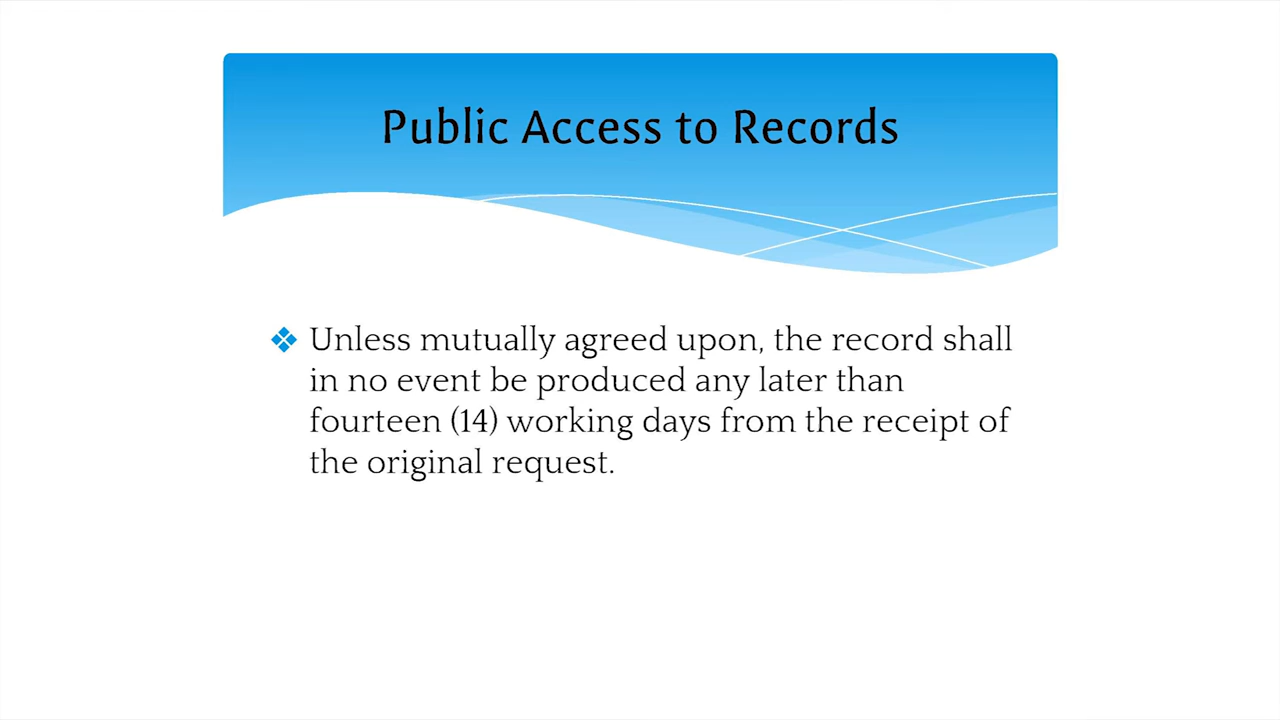 Public Access to Records
Unless mutually agreed upon, the record shall
in no event be produced any later than
fourteen (14) working days from the receipt of
the original request.